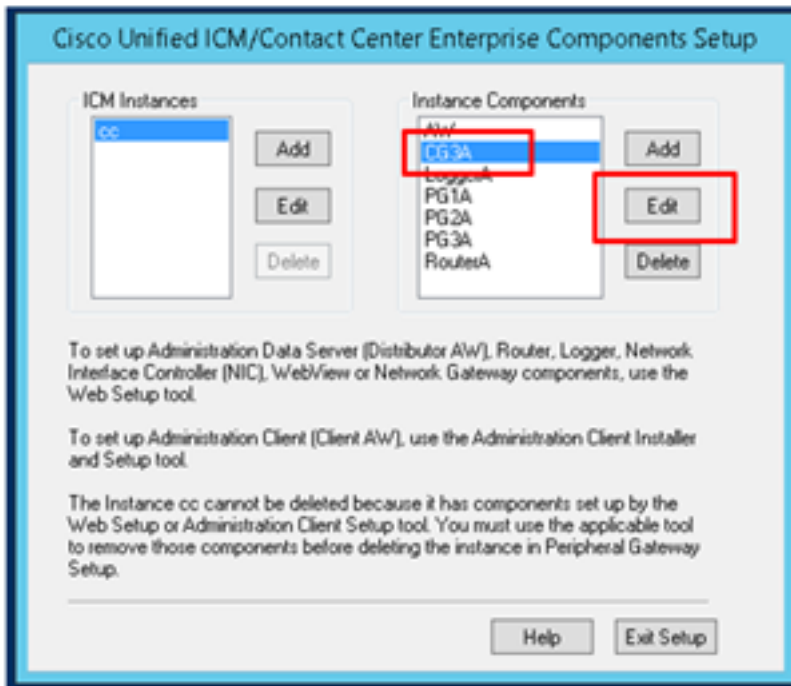 Cisco Unified ICM/Contact Center Enterprise Components Setup
ICM Instances
cc
Add
Edit
Delete
Instance Components
AW
CG3A
LoggerA
PG1A
PG2A
PG3A
RouterA
Add
Edit
Delete
To set up Administration Data Server (Distributor AW), Router, Logger, Network
Interface Controller (NIC), WebView or Network Gateway components, use the
Web Setup tool.
To set up Administration Client (Client AW), use the Administration Client Installer
and Setup tool.
The Instance cc cannot be deleted because it has components set up by the
Web Setup or Administration Client Setup tool. You must use the applicable tool
to remove those components before deleting the instance in Peripheral Gateway
Setup.
Help
Exit Setup